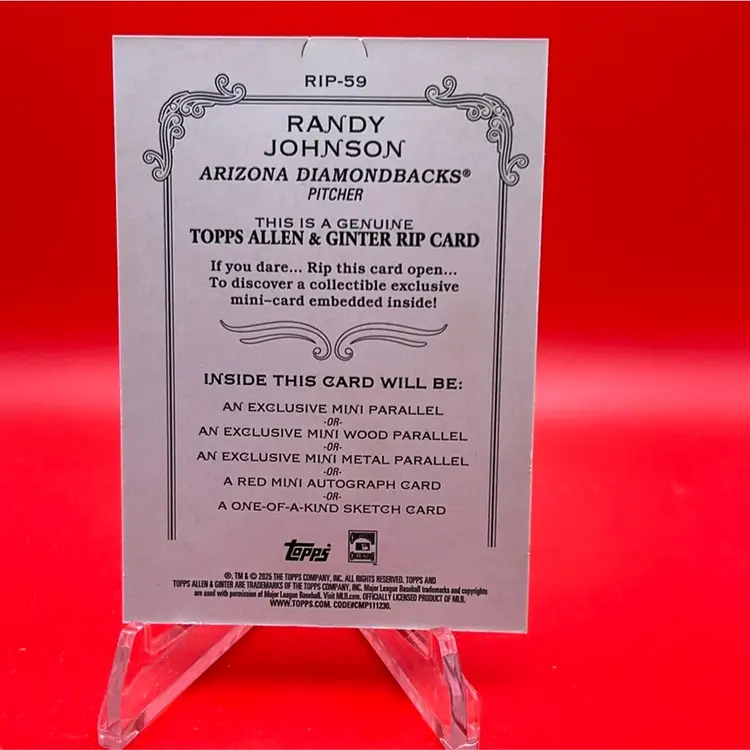 RIP-59
RANDY
JOHNSON
ARIZONA DIAMONDBACKS®
PITCHER
THIS IS A GENUINE
TOPPS ALLEN & GINTER RIP CARD
If you dare... Rip this card open...
To discover a collectible exclusive
mini-card embedded inside!
INSIDE THIS CARD WILL BE:
AN EXCLUSIVE MINI PARALLEL
-OR-
AN EXCLUSIVE MINI WOOD PARALLEL
-OR-
AN EXCLUSIVE MINI METAL PARALLEL
-OR-
A RED MINI AUTOGRAPH CARD
-OR-
A ONE-OF-A-KIND SKETCH CARD
Topps
®, TM & © 2025 THE TOPPS COMPANY, INC. ALL RIGHTS RESERVED. TOPPS AND
TOPPS ALLEN & GINTER ARE TRADEMARKS OF THE TOPPS COMPANY, INC. Major League Baseball trademarks and copyrights
are used with permission of Major League Baseball. Visit MLB.com. OFFICIALLY LICENSED PRODUCT OF MLB.
WWW.TOPPS.COM. CODE#CMP111230.